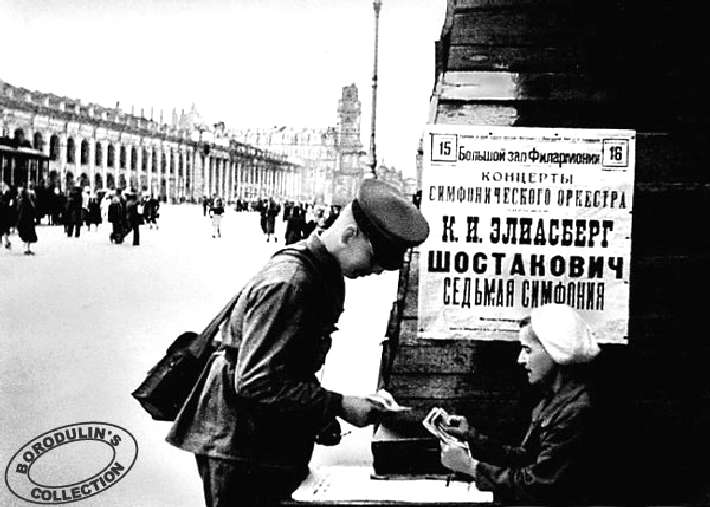 15 Большой зал Филармонии 16
КОНЦЕРТЫ
СИМФОНИЧЕСКОГО ОРКЕСТРА
К. И. ЭЛИАСБЕРГ
ШОСТАКОВИЧ
СЕДЬМАЯ СИМФОНИЯ
BORODULIN'S
COLLECTION